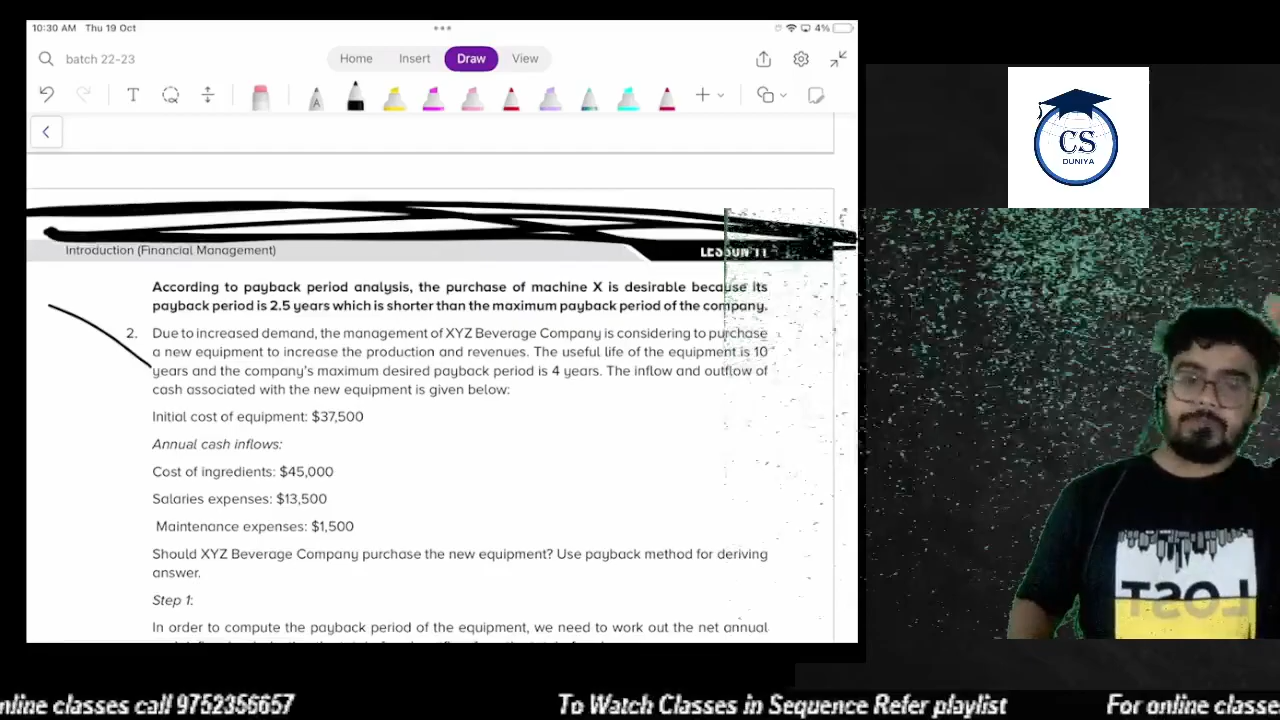 10:30 AM Thu 19 Oct
4%
batch 22-23
Home Insert Draw View
CS
DUNIYA
Introduction (Financial Management)
LESSON 11
According to payback period analysis, the purchase of machine X is desirable because its
payback period is 2.5 years which is shorter than the maximum payback period of the company.
2. Due to increased demand, the management of XYZ Beverage Company is considering to purchase
a new equipment to increase the production and revenues. The useful life of the equipment is 10
years and the company's maximum desired payback period is 4 years. The inflow and outflow of
cash associated with the new equipment is given below:
Initial cost of equipment: $37,500
Annual cash inflows:
Cost of ingredients: $45,000
Salaries expenses: $13,500
Maintenance expenses: $1,500
Should XYZ Beverage Company purchase the new equipment? Use payback method for deriving
answer.
Step 1:
In order to compute the payback period of the equipment, we need to work out the net annual
LOST
nline classes call 9752356657 To Watch Classes in Sequence Refer playlist For online classe